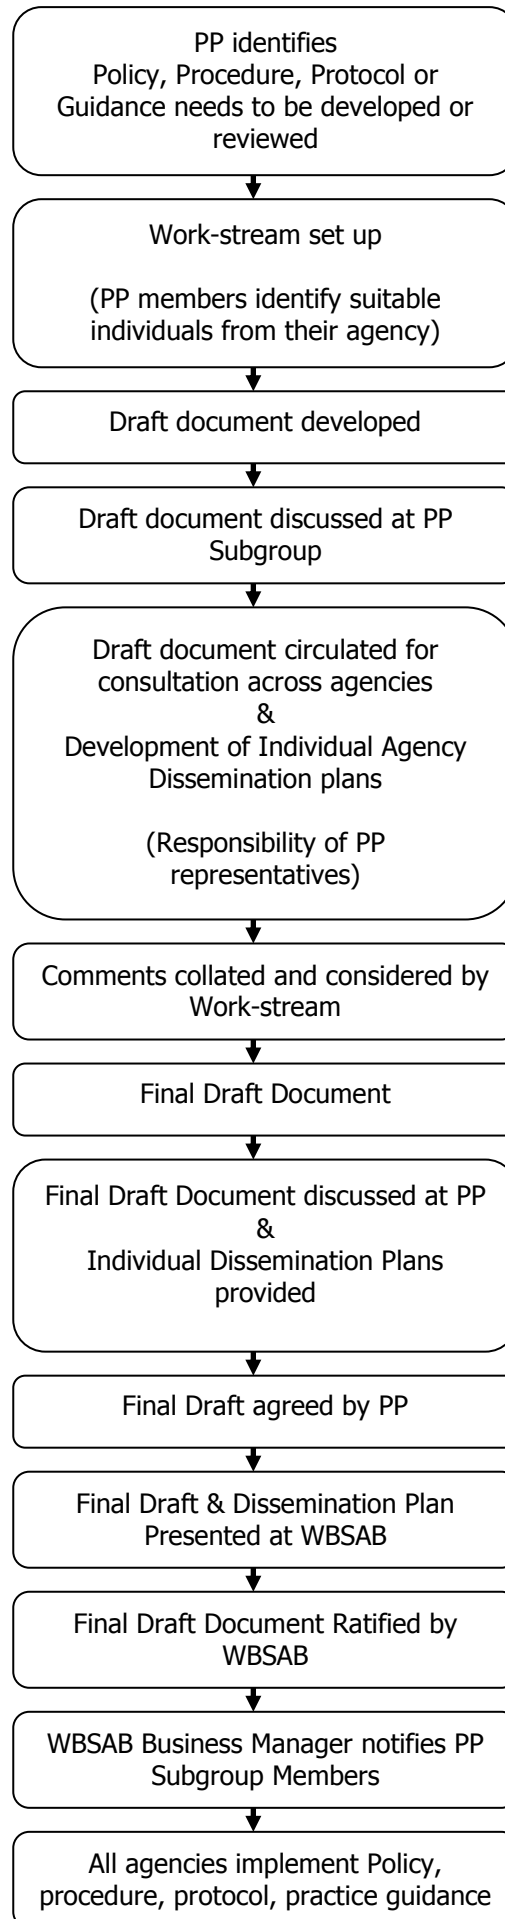 PP identifies
Policy, Procedure, Protocol or
Guidance needs to be developed or
reviewed
Work-stream set up
(PP members identify suitable
individuals from their agency)
Draft document developed
Draft document discussed at PP
Subgroup
Draft document circulated for
consultation across agencies
&
Development of Individual Agency
Dissemination plans
(Responsibility of PP
representatives)
Comments collated and considered by
Work-stream
Final Draft Document
Final Draft Document discussed at PP
&
Individual Dissemination Plans
provided
Final Draft agreed by PP
Final Draft & Dissemination Plan
Presented at WBSAB
Final Draft Document Ratified by
WBSAB
WBSAB Business Manager notifies PP
Subgroup Members
All agencies implement Policy,
procedure, protocol, practice guidance